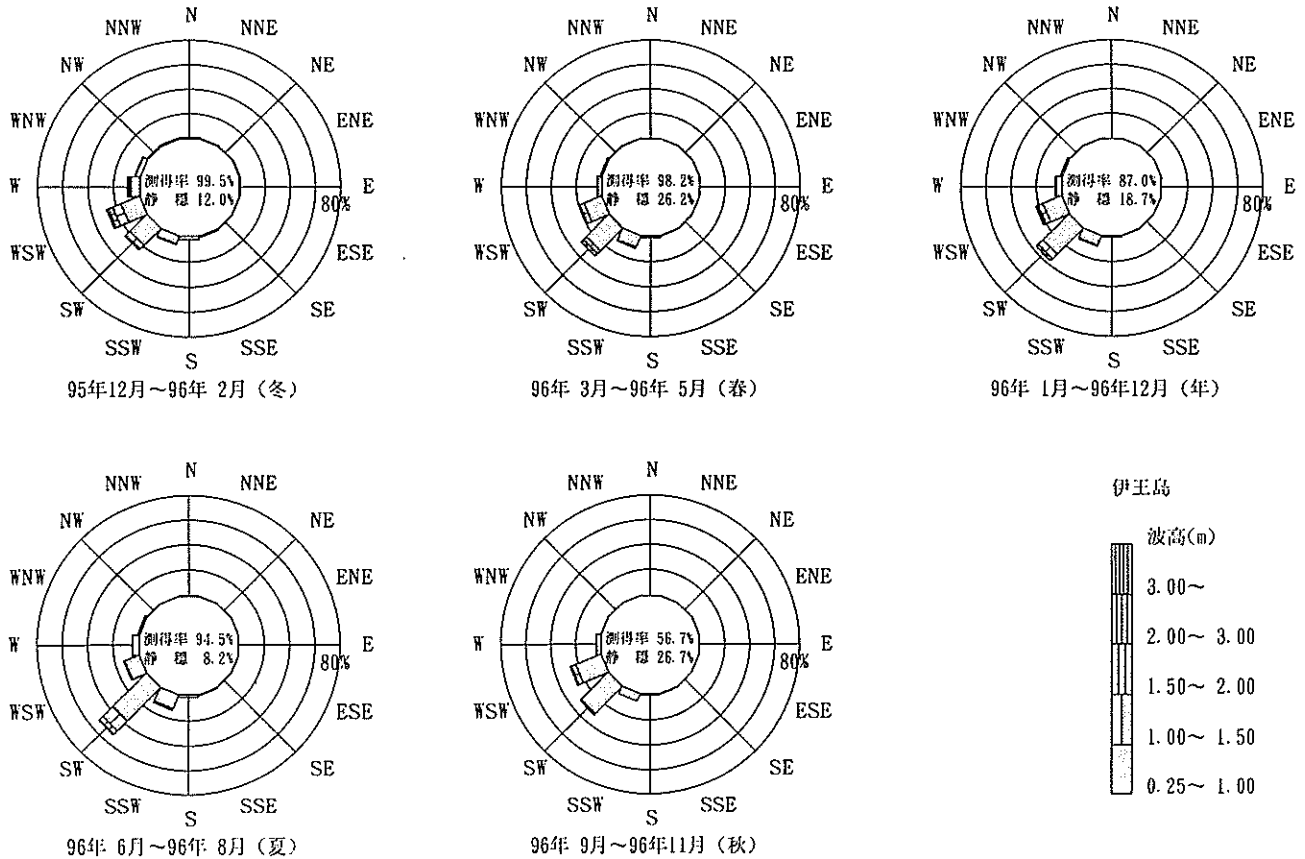 N
NNW NNE
NW NE
WNW ENE
測得率 99.5%
W E
静 穏 12.0%
80%
WSW ESE
SW SE
SSW SSE
S
95年12月～96年 2月（冬）
N
NNW NNE
NW NE
WNW ENE
測得率 98.2%
W E
静 穏 26.2%
80%
WSW ESE
SW SE
SSW SSE
S
96年 3月～96年 5月（春）
N
NNW NNE
NW NE
WNW ENE
測得率 87.0%
W E
静 穏 18.7%
80%
WSW ESE
SW SE
SSW SSE
S
96年 1月～96年12月（年）
N
NNW NNE
NW NE
WNW ENE
測得率 94.5%
W E
静 穏 8.2%
80%
WSW ESE
SW SE
SSW SSE
S
96年 6月～96年 8月（夏）
N
NNW NNE
NW NE
WNW ENE
測得率 56.7%
W E
静 穏 26.7%
80%
WSW ESE
SW SE
SSW SSE
S
96年 9月～96年11月（秋）
伊王島
波高(m)
3.00～
2.00～ 3.00
1.50～ 2.00
1.00～ 1.50
0.25～ 1.00